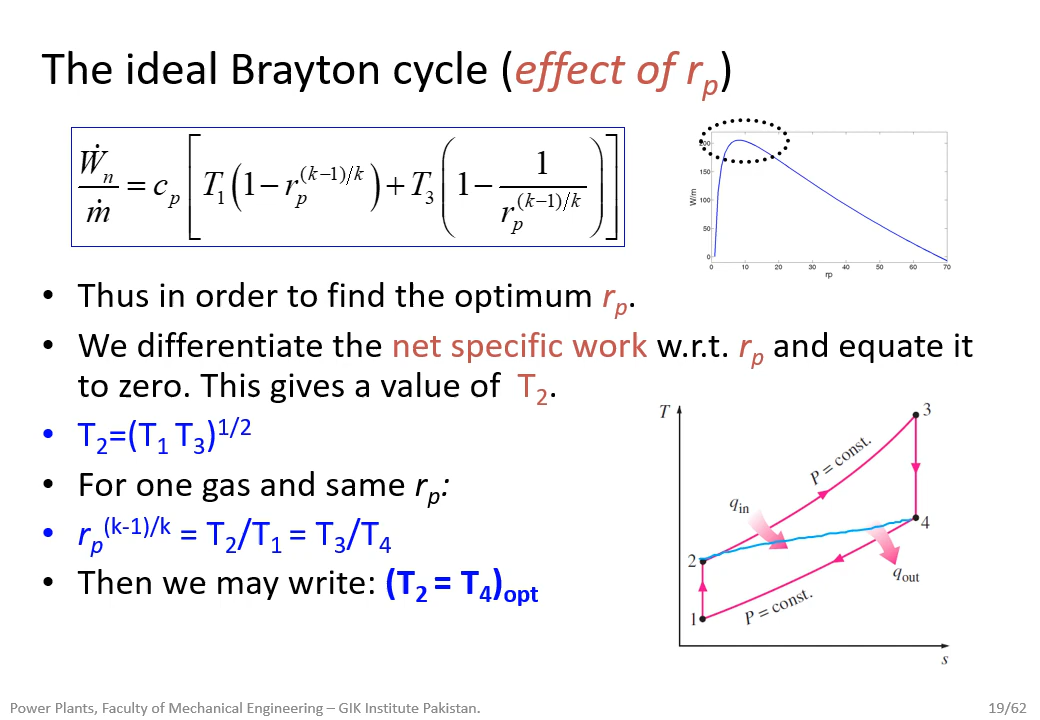 The ideal Brayton cycle (effect of rₚ)
Ẇₙ/ṁ = cₚ [T₁(1 − rₚ^(k−1)/k) + T₃(1 − 1/rₚ^(k−1)/k)]
200
150
100
50
0
W/m
0 10 20 30 40 50 60 70
rp
• Thus in order to find the optimum rₚ.
• We differentiate the net specific work w.r.t. rₚ and equate it
to zero. This gives a value of T₂.
• T₂=(T₁ T₃)^1/2
• For one gas and same rₚ:
• rₚ^(k-1)/k = T₂/T₁ = T₃/T₄
• Then we may write: (T₂ = T₄)opt
T
3
P = const.
qin
4
2
qout
P = const.
1
s
Power Plants, Faculty of Mechanical Engineering – GIK Institute Pakistan.
19/62